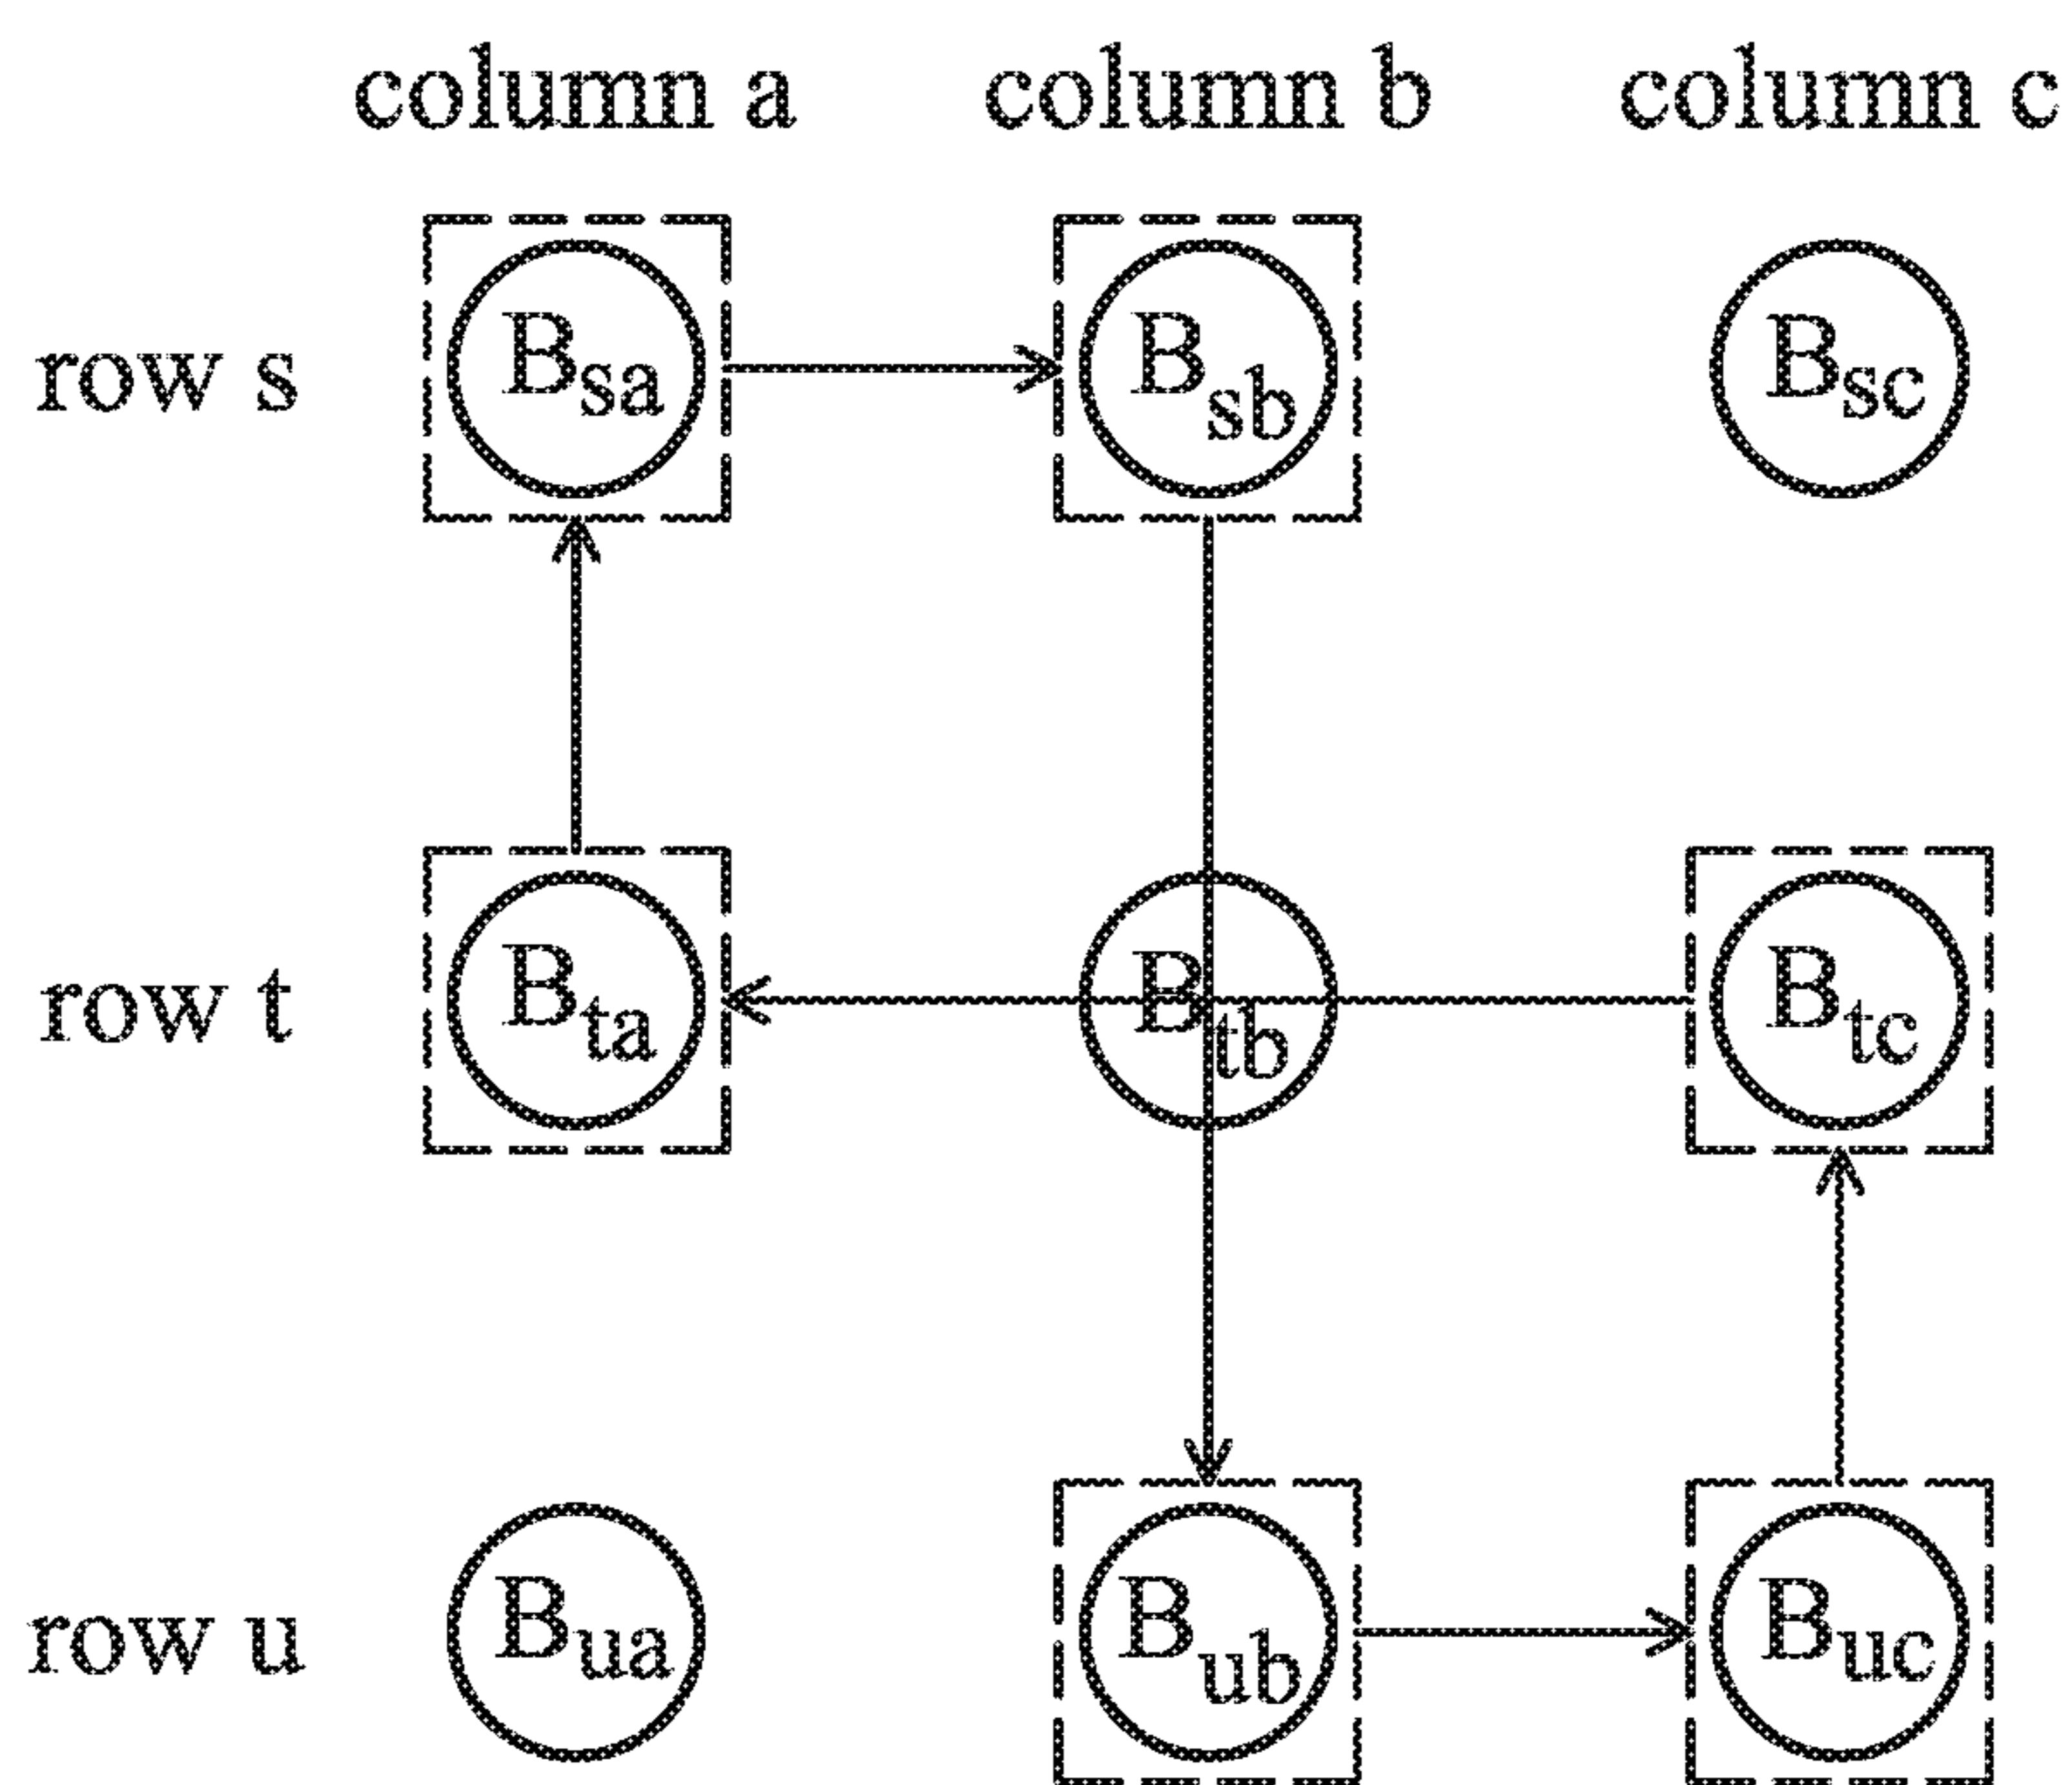 column a column b column c
row s B_sa B_sb B_sc
row t B_ta B_tb B_tc
row u B_ua B_ub B_uc